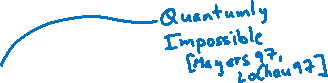 Quantumly
Impossible
[Mayers 97,
LoChau 97]